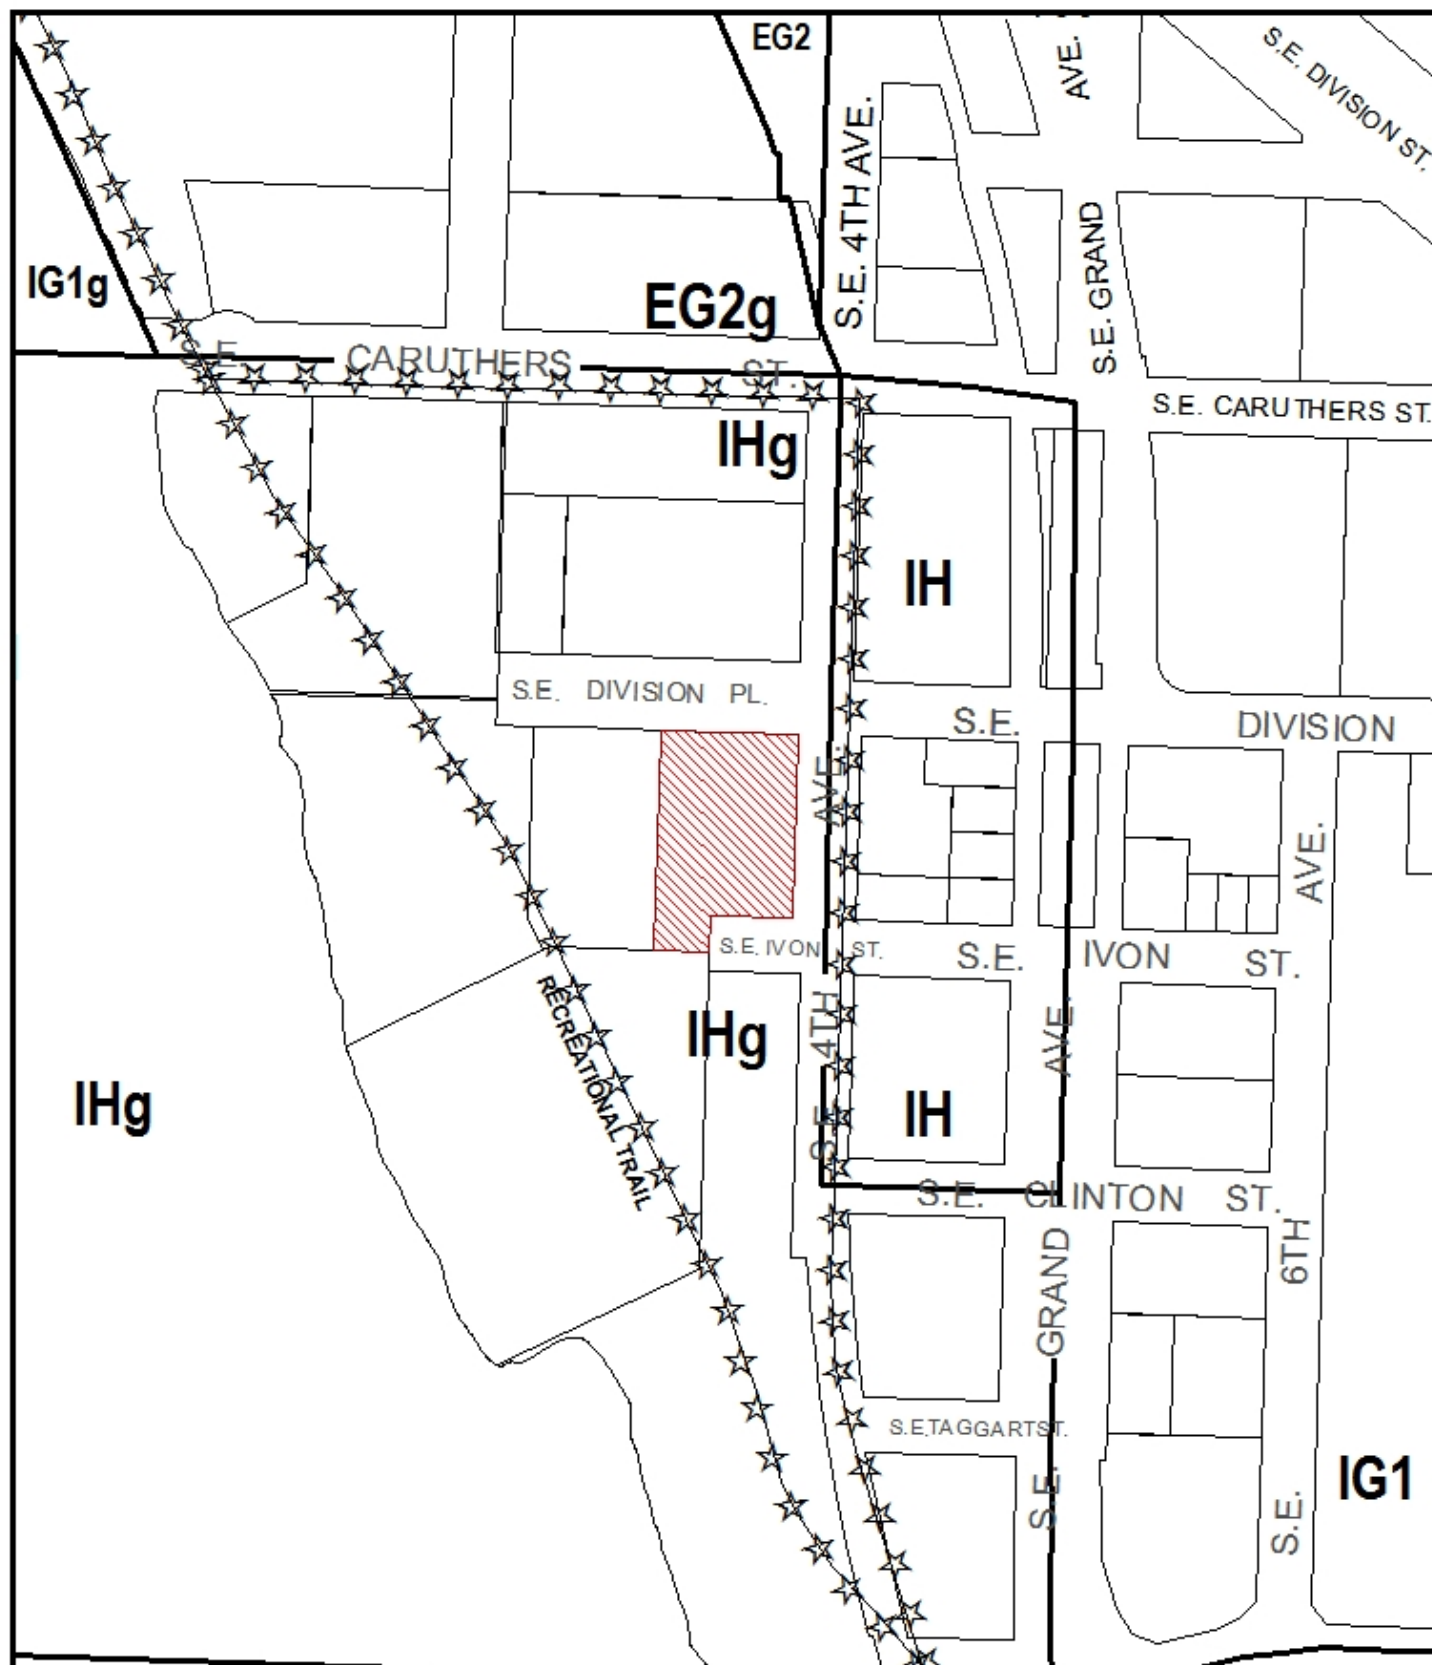 EG2
AVE.
S.E. DIVISION ST.
S.E. 4TH AVE.
S.E. GRAND
IG1g
EG2g
S.E. CARUTHERS ST.
S.E. CARUTHERS ST.
IHg
IH
S.E. DIVISION PL.
S.E. DIVISION
AVE.
AVE.
S.E. IVON ST.
S.E. IVON ST.
RECREATIONAL TRAIL
IHg
S.E. 4TH
AVE.
IHg
IH
S.E. CLINTON ST.
GRAND
6TH
S.E. TAGGART ST.
S.E.
S.E.
IG1